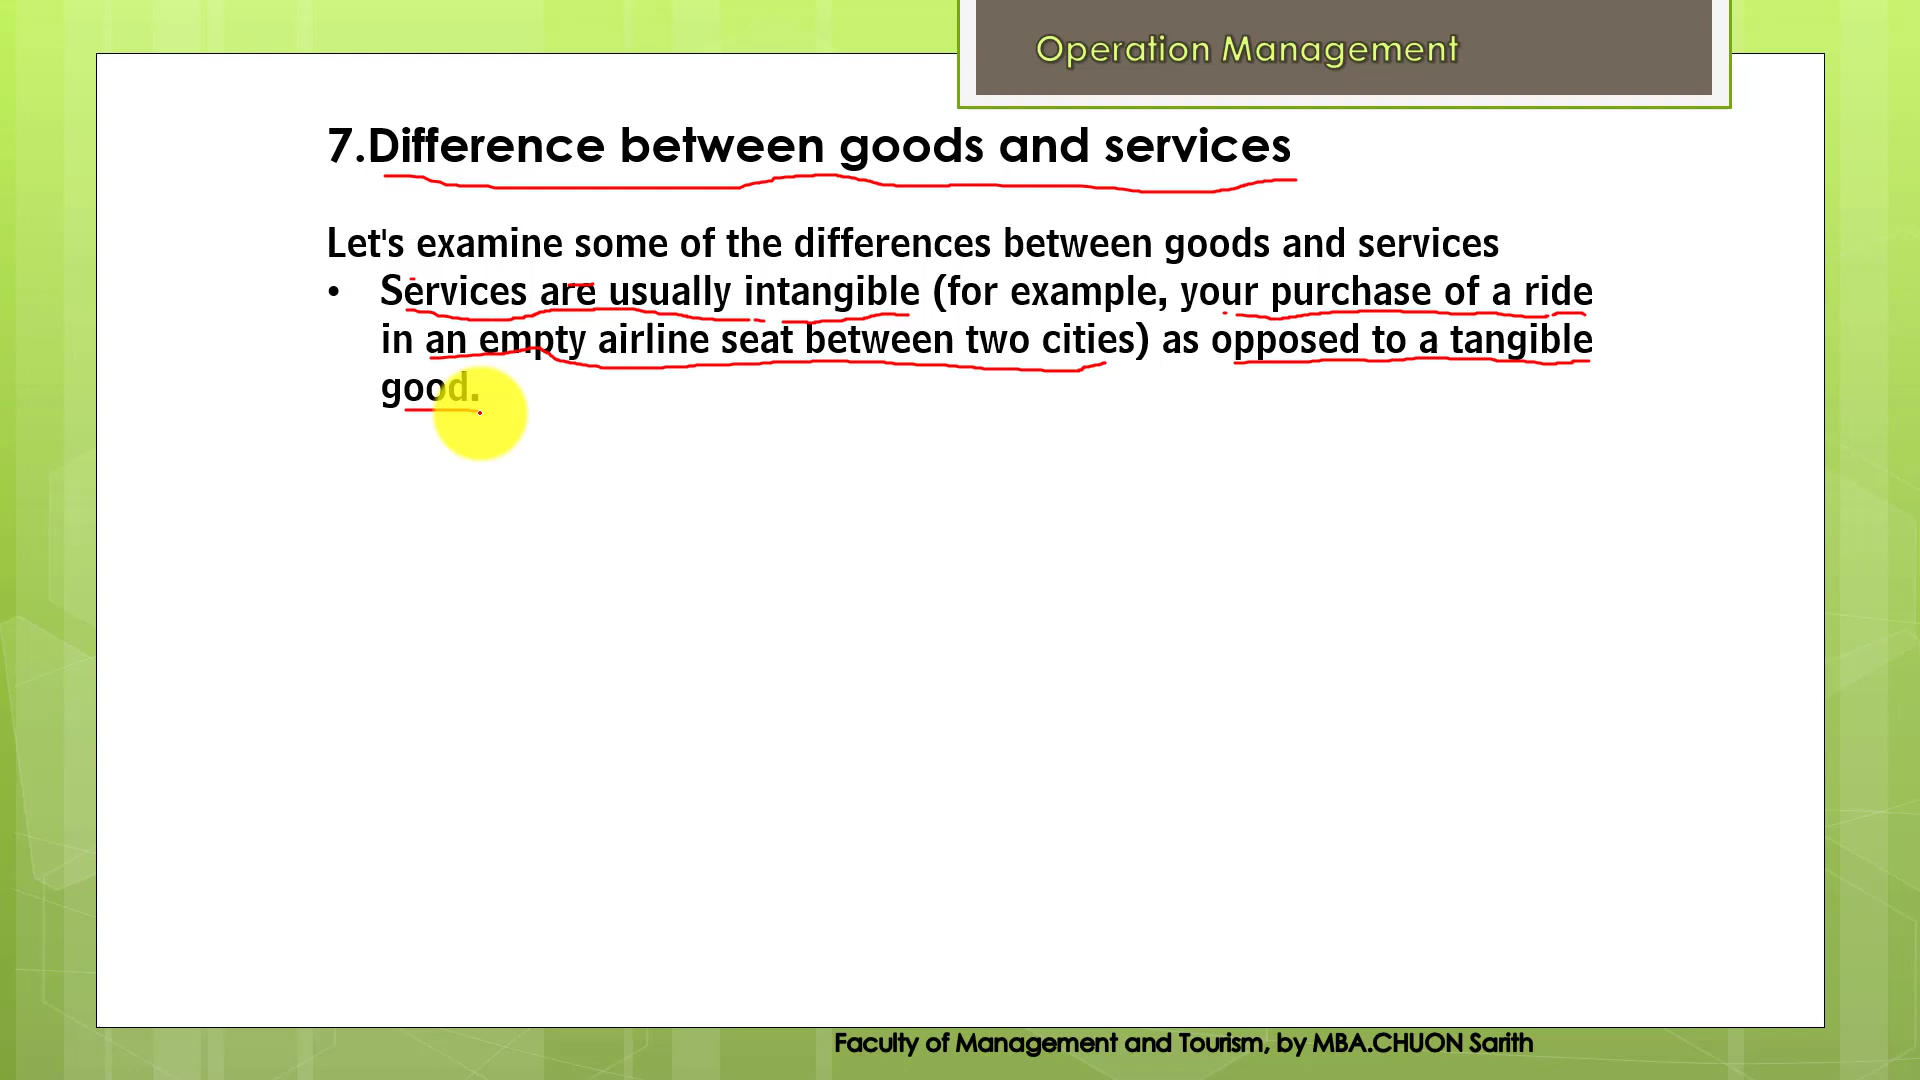 Operation Management
7.Difference between goods and services
Let's examine some of the differences between goods and services
• Services are usually intangible (for example, your purchase of a ride
in an empty airline seat between two cities) as opposed to a tangible
good.
Faculty of Management and Tourism, by MBA.CHUON Sarith